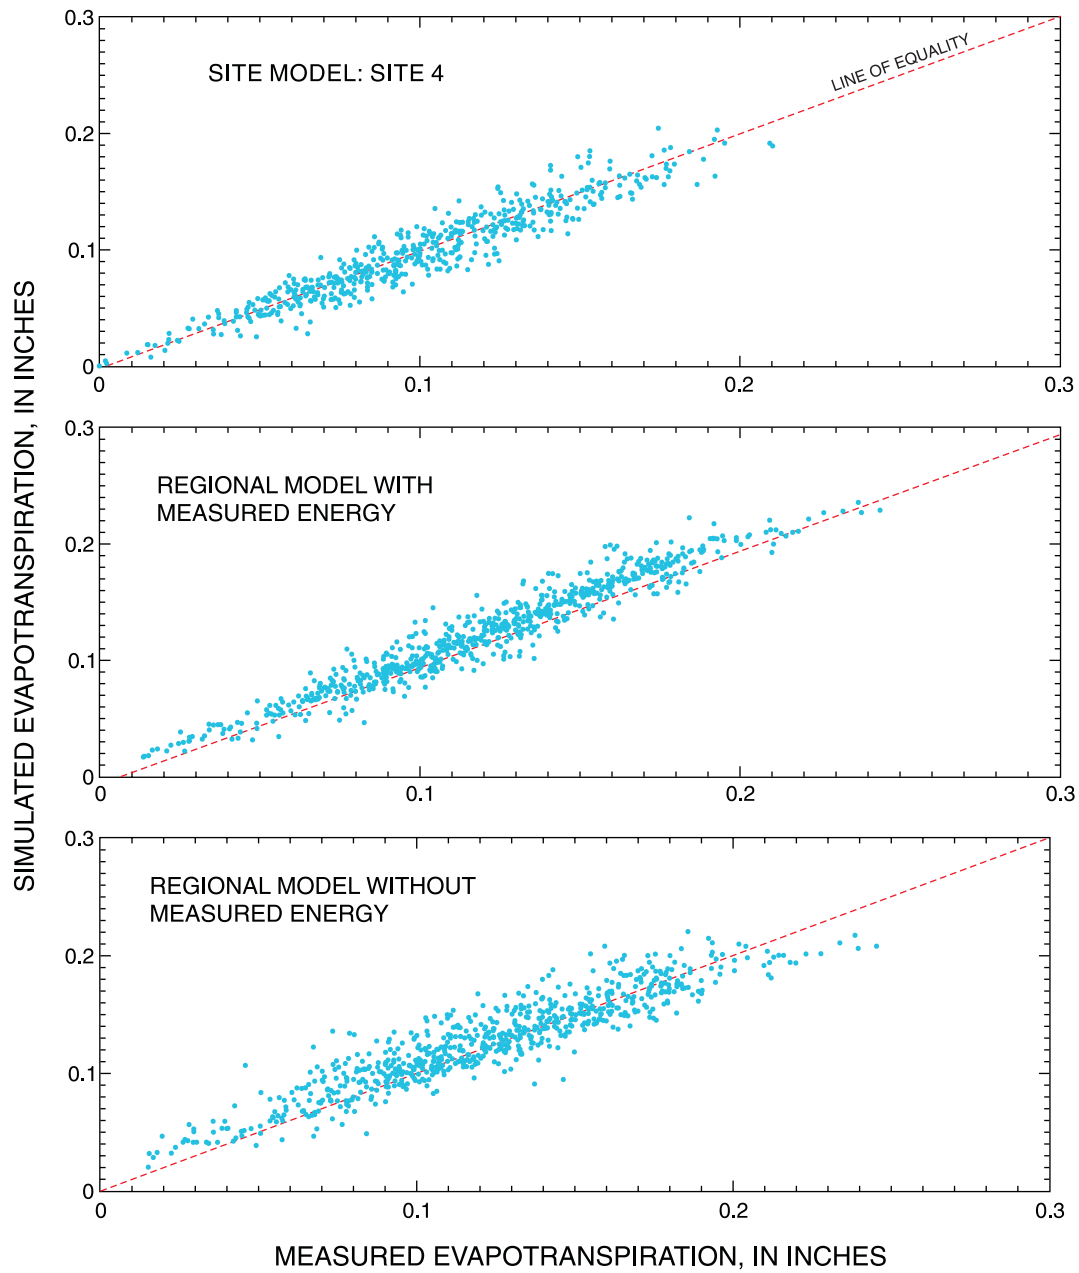 0.3
SITE MODEL: SITE 4
LINE OF EQUALITY
0.2
0.1
0
0 0.1 0.2 0.3
0.3
REGIONAL MODEL WITH
MEASURED ENERGY
0.2
0.1
0
0 0.1 0.2 0.3
0.3
REGIONAL MODEL WITHOUT
MEASURED ENERGY
0.2
0.1
0
0 0.1 0.2 0.3
SIMULATED EVAPOTRANSPIRATION, IN INCHES
MEASURED EVAPOTRANSPIRATION, IN INCHES